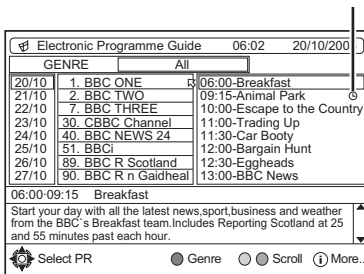 Electronic Programme Guide 06:02 20/10/200
GENRE All
20/10 1. BBC ONE 06:00-Breakfast
21/10 2. BBC TWO 09:15-Animal Park
22/10 7. BBC THREE 10:00-Escape to the Country
23/10 30. CBBC Channel 11:00-Trading Up
24/10 40. BBC NEWS 24 11:30-Car Booty
25/10 51. BBCi 12:00-Bargain Hunt
26/10 89. BBC R Scotland 12:30-Eggheads
27/10 90. BBC R n Gaidheal 13:00-BBC News
06:00-09:15 Breakfast
Start your day with all the latest news,sport,business and weather
from the BBC's Breakfast team.Includes Reporting Scotland at 25
and 55 minutes past each hour.
Select PR Genre Scroll i More..